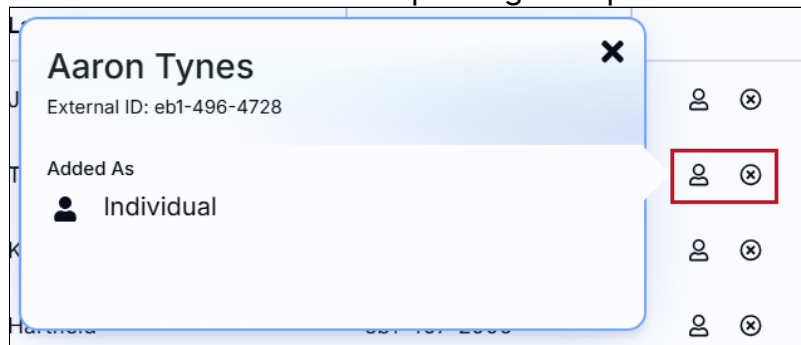 Aaron Tynes
External ID: eb1-496-4728
Added As
Individual